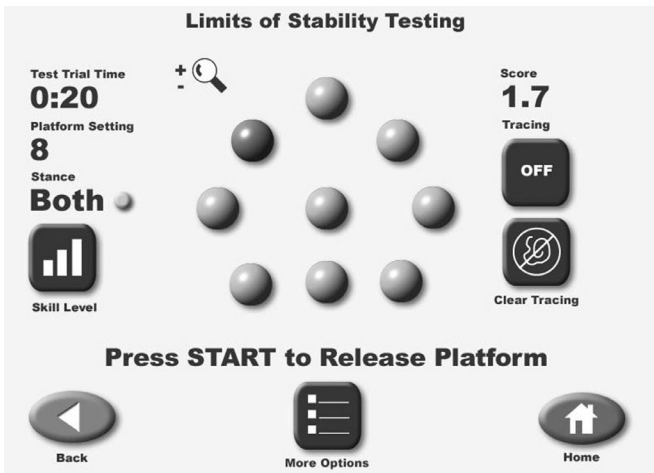 Limits of Stability Testing
Test Trial Time
0:20
Platform Setting
8
Stance
Both
Skill Level
+
-
Score
1.7
Tracing
OFF
Clear Tracing
Press START to Release Platform
Back
More Options
Home